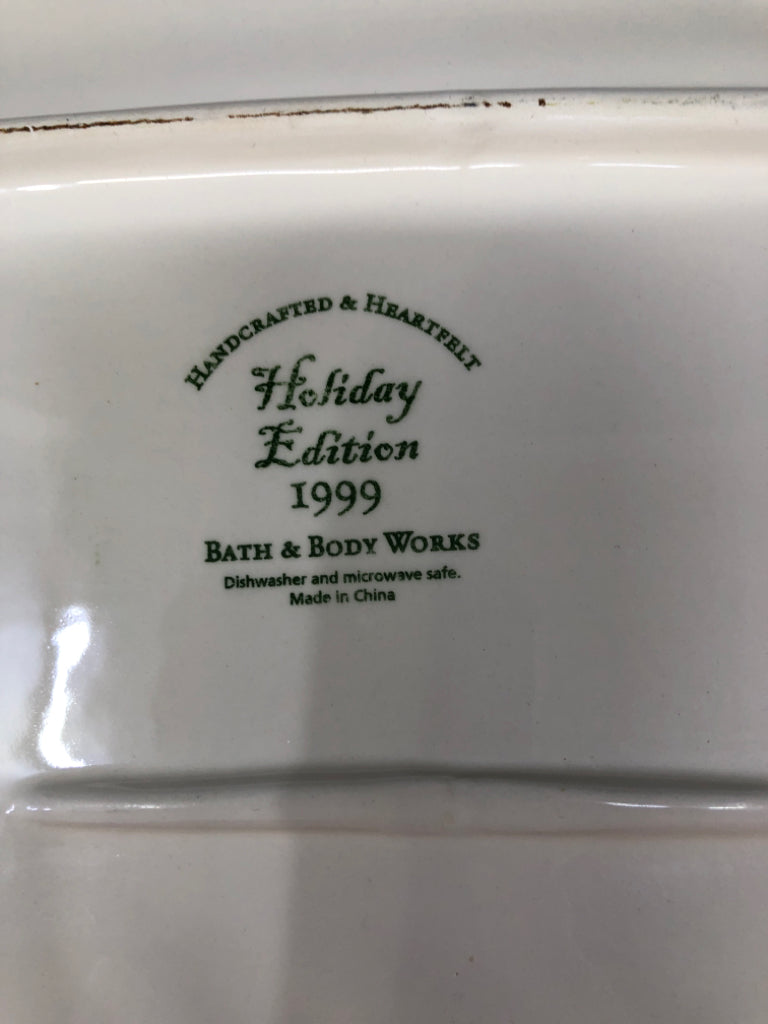 HANDCRAFTED & HEARTFELT
Holiday
Edition
1999
BATH & BODY WORKS
Dishwasher and microwave safe.
Made in China